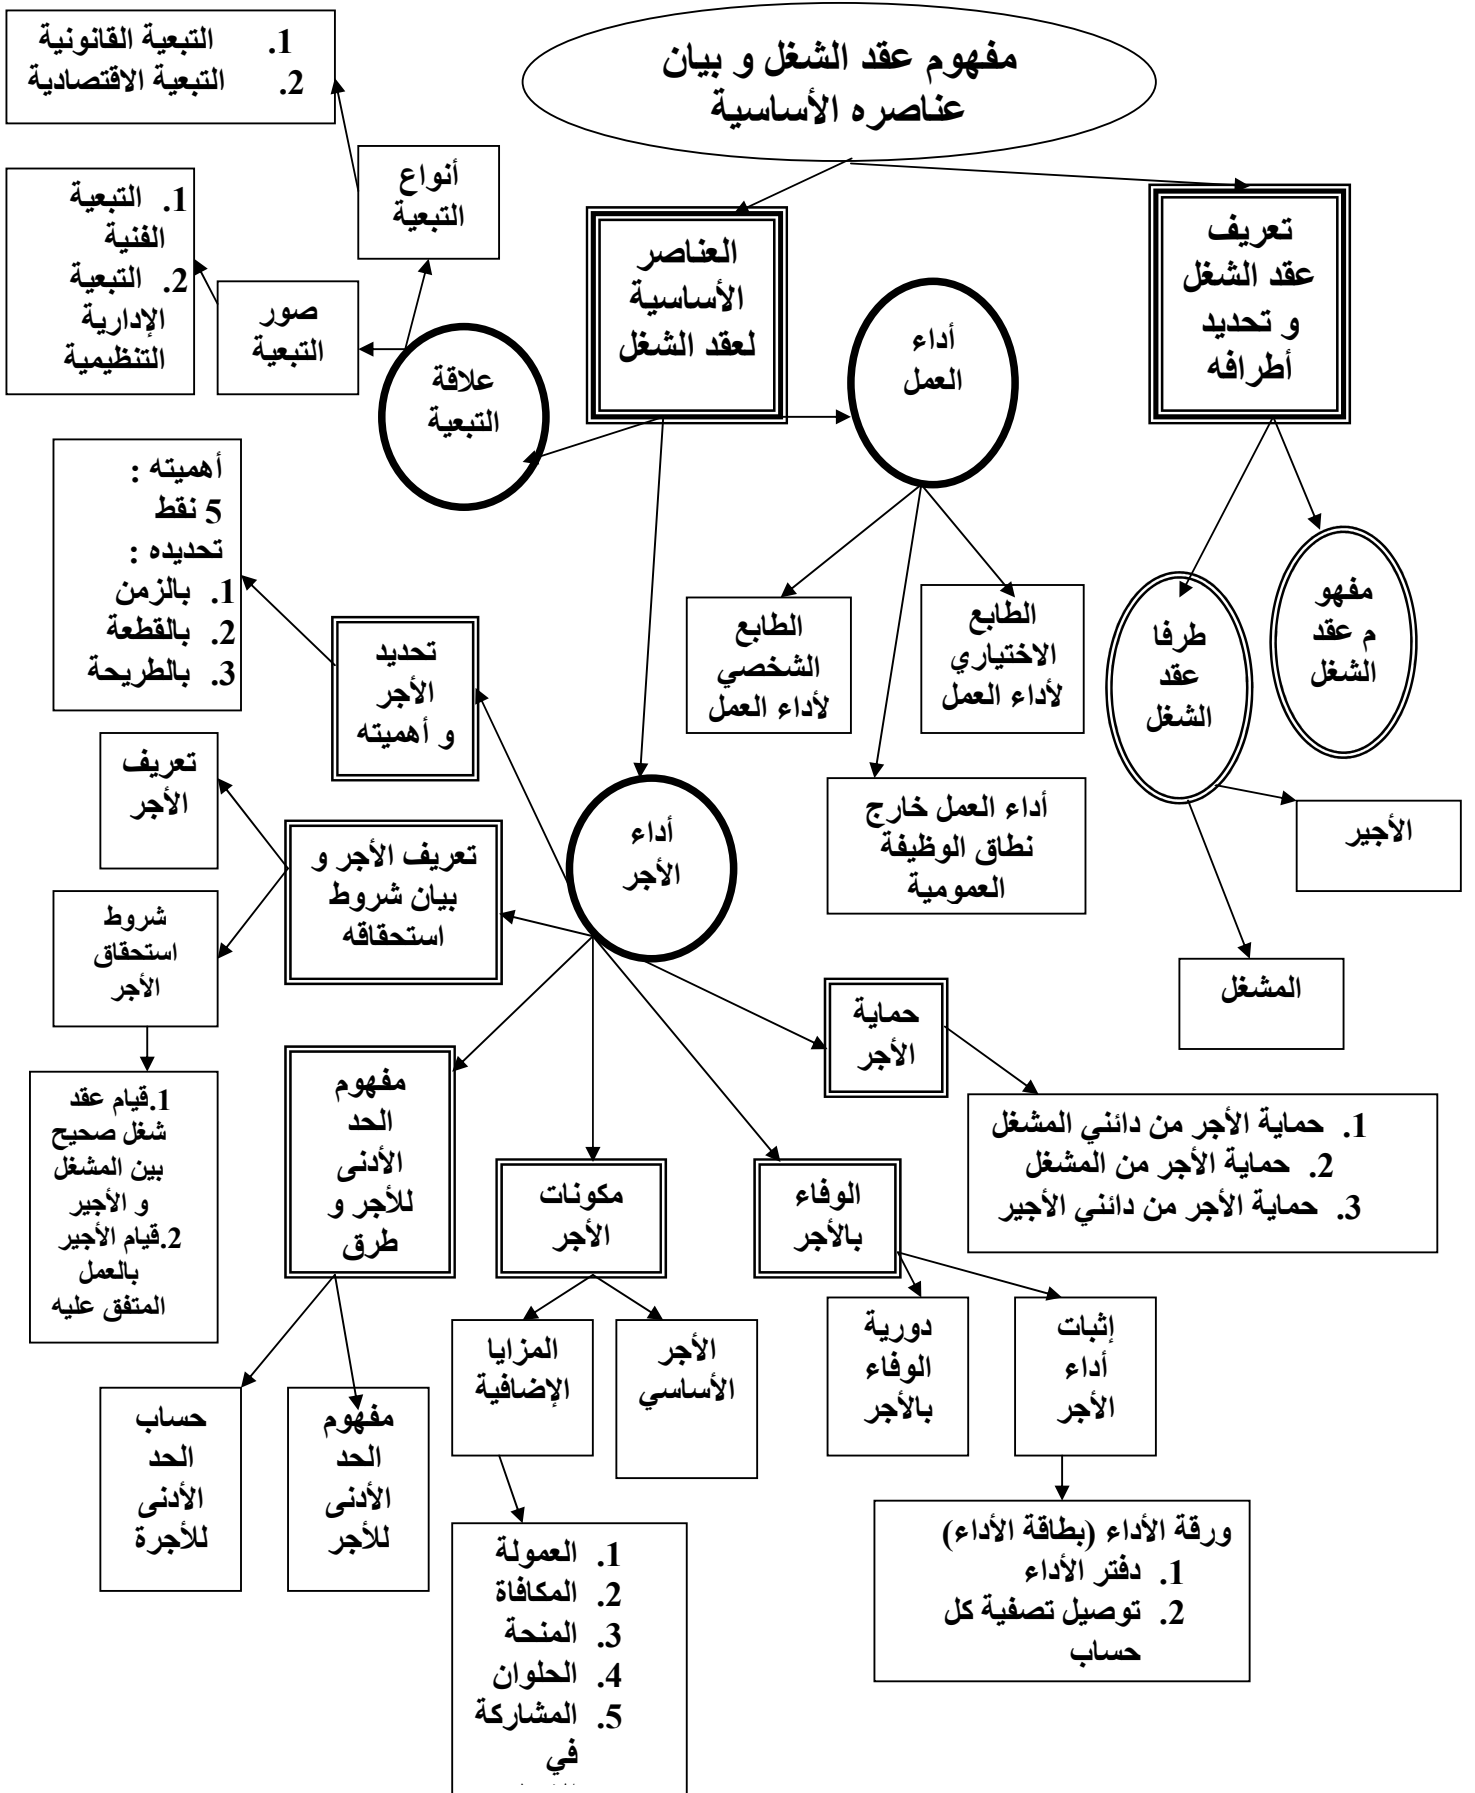 مفهوم عقد الشغل و بيان
عناصره الأساسية
1. التبعية القانونية
2. التبعية الاقتصادية
أنواع
التبعية
1. التبعية
الفنية
2. التبعية
الإدارية
التنظيمية
صور
التبعية
علاقة
التبعية
العناصر
الأساسية
لعقد الشغل
أداء
العمل
تعريف
عقد الشغل
و تحديد
أطرافه
أهميته :
5 نقط
تحديده :
1. بالزمن
2. بالقطعة
3. بالطريحة
تحديد
الأجر
و أهميته
الطابع
الشخصي
لأداء العمل
الطابع
الاختياري
لأداء العمل
طرفا
عقد
الشغل
مفهو
م عقد
الشغل
تعريف
الأجر
تعريف الأجر و
بيان شروط
استحقاقه
أداء
الأجر
أداء العمل خارج
نطاق الوظيفة
العمومية
الأجير
المشغل
شروط
استحقاق
الأجر
حماية
الأجر
1.قيام عقد
شغل صحيح
بين المشغل
و الأجير
2.قيام الأجير
بالعمل
المتفق عليه
مفهوم
الحد
الأدنى
للأجر و
طرق
مكونات
الأجر
الوفاء
بالأجر
1. حماية الأجر من دائني المشغل
2. حماية الأجر من المشغل
3. حماية الأجر من دائني الأجير
حساب
الحد
الأدنى
للأجرة
مفهوم
الحد
الأدنى
للأجر
المزايا
الإضافية
الأجر
الأساسي
دورية
الوفاء
بالأجر
إثبات
أداء
الأجر
1. العمولة
2. المكافاة
3. المنحة
4. الحلوان
5. المشاركة
في
ورقة الأداء (بطاقة الأداء)
1. دفتر الأداء
2. توصيل تصفية كل
حساب